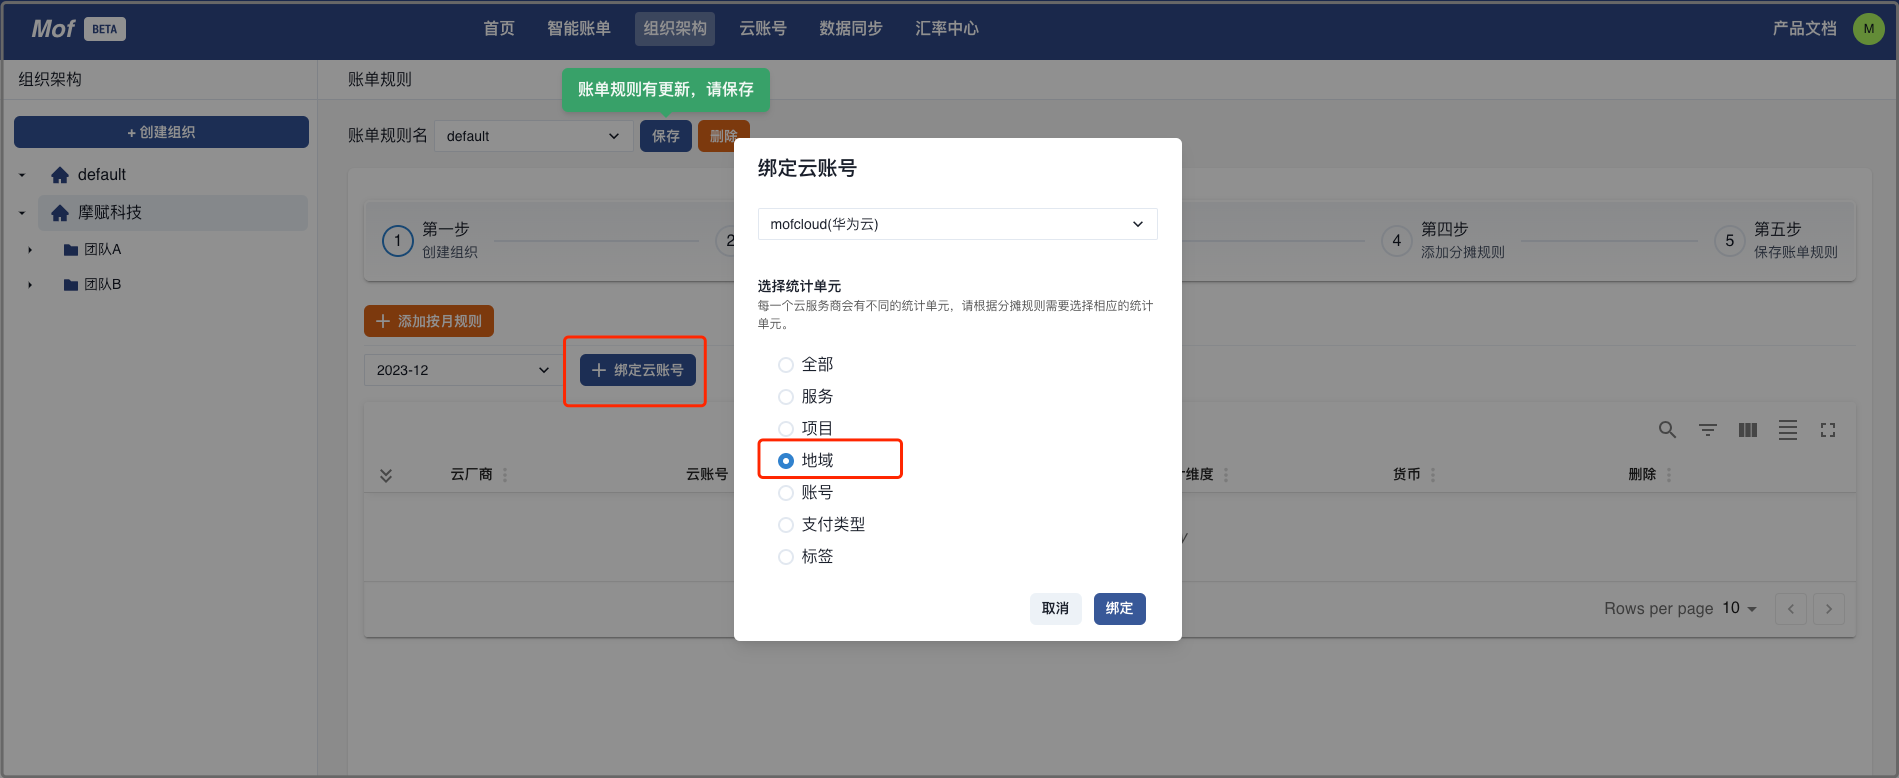 Mof BETA 首页 智能账单 组织架构 云账号 数据同步 汇率中心 产品文档 M
组织架构
账单规则
账单规则有更新，请保存
+ 创建组织
账单规则名 default 保存 删除
default
摩赋科技
团队A
团队B
1 第一步
创建组织
2
4 第四步
添加分摊规则
5 第五步
保存账单规则
添加按月规则
2023-12
绑定云账号
云厂商 云账号 维度 货币 删除
Rows per page 10
绑定云账号
mofcloud(华为云)
选择统计单元
每一个云服务商会有不同的统计单元，请根据分摊规则需要选择相应的统计
单元。
全部
服务
项目
地域
账号
支付类型
标签
取消 绑定